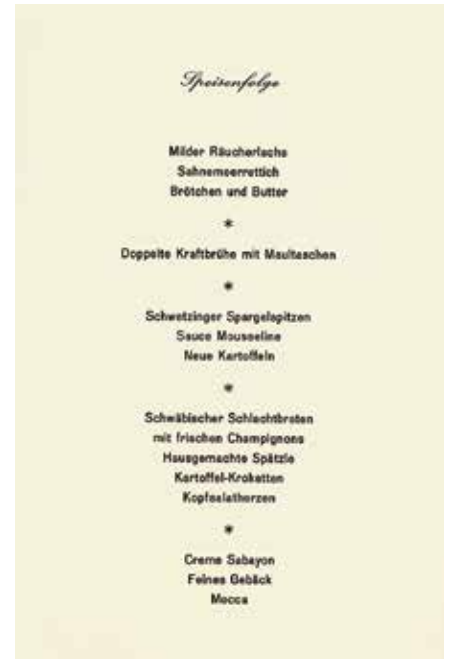 Speisenfolge
Milder Räucherlachs
Sahnemeerrettich
Brötchen und Butter
*
Doppelte Kraftbrühe mit Maultaschen
*
Schwetzinger Spargelspitzen
Sauce Mousseline
Neue Kartoffeln
*
Schwäbischer Schlachtbraten
mit frischen Champignons
Hausgemachte Spätzle
Kartoffel-Kroketten
Kopfsalatherzen
*
Creme Sabayon
Feines Gebäck
Mocca